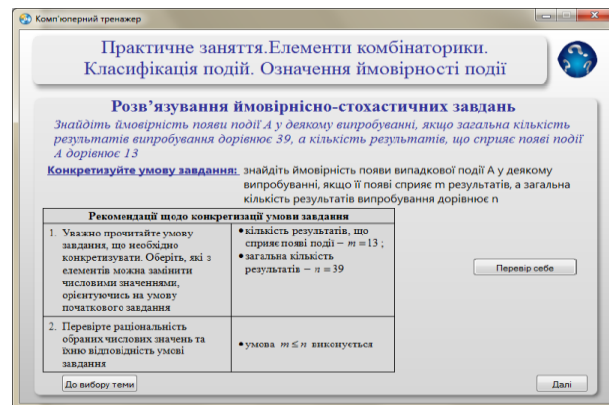 Комп'ютерний тренажер
Практичне заняття.Елементи комбінаторики.
Класифікація подій. Означення ймовірності події
Розв’язування ймовірнісно-стохастичних завдань
Знайдіть ймовірність появи події А у деякому випробуванні, якщо загальна кількість
результатів випробування дорівнює 39, а кількість результатів, що сприяє появі події
А дорівнює 13
Конкретизуйте умову завдання: знайдіть ймовірність появи випадкової події А у деякому
випробуванні, якщо її появі сприяє m результатів, а загальна
кількість результатів випробування дорівнює n
Рекомендації щодо конкретизації умови завдання
1. Уважно прочитайте умову
завдання, що необхідно
конкретизувати. Оберіть, які з
елементів можна замінити
числовими значеннями,
орієнтуючись на умову
початкового завдання
• кількість результатів, що
сприяє появі події – m = 13 ;
• загальна кількість
результатів – n = 39
Перевір себе
2. Перевірте раціональність
обраних числових значень та
їхню відповідність умові
завдання
• умова m ≤ n виконується
До вибору теми
Далі